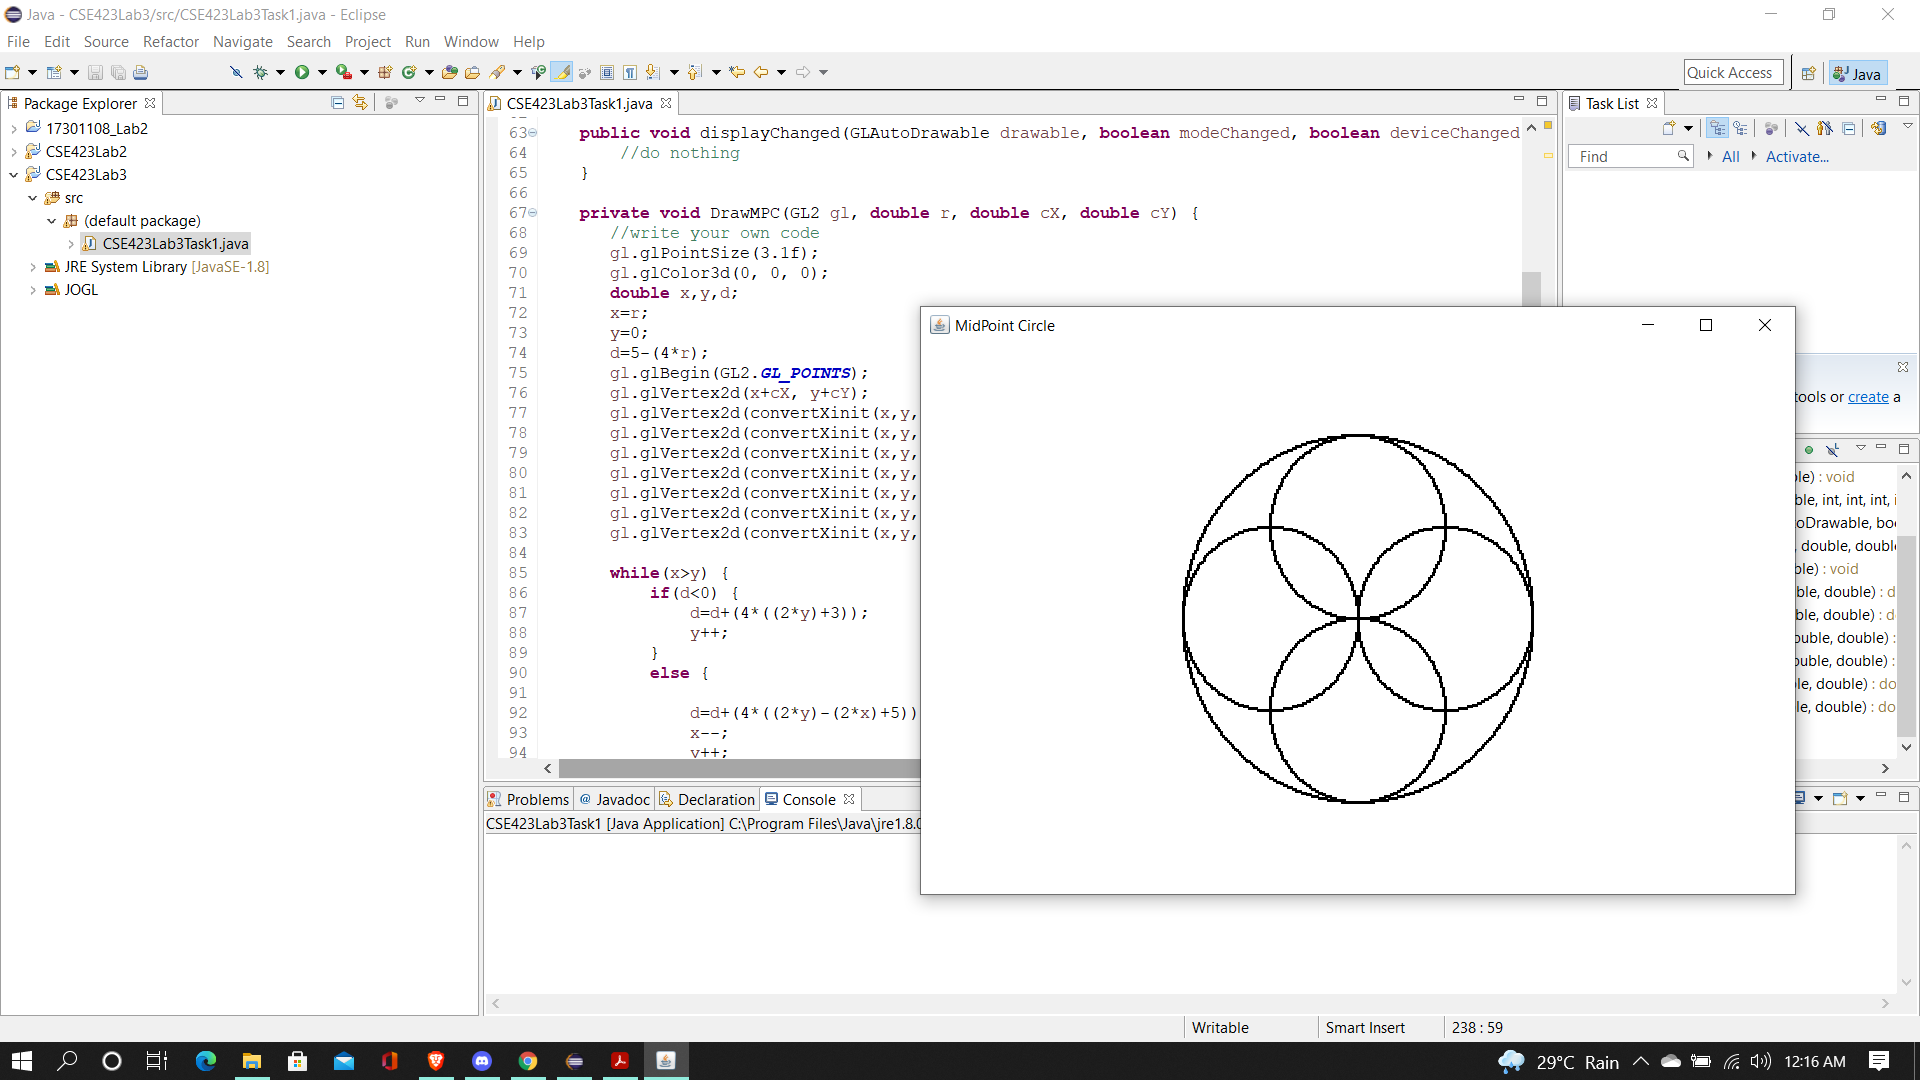 Java - CSE423Lab3/src/CSE423Lab3Task1.java - Eclipse
File Edit Source Refactor Navigate Search Project Run Window Help
Quick Access
Java
Package Explorer
17301108_Lab2
CSE423Lab2
CSE423Lab3
src
(default package)
CSE423Lab3Task1.java
JRE System Library [JavaSE-1.8]
JOGL
CSE423Lab3Task1.java
63 public void displayChanged(GLAutoDrawable drawable, boolean modeChanged, boolean deviceChanged
64 //do nothing
65 }
66
67 private void DrawMPC(GL2 gl, double r, double cX, double cY) {
68 //write your own code
69 gl.glPointSize(3.1f);
70 gl.glColor3d(0, 0, 0);
71 double x,y,d;
72 x=r;
73 y=0;
74 d=5-(4*r);
75 gl.glBegin(GL2.GL_POINTS);
76 gl.glVertex2d(x+cX, y+cY);
77 gl.glVertex2d(convertXinit(x,y,
78 gl.glVertex2d(convertXinit(x,y,
79 gl.glVertex2d(convertXinit(x,y,
80 gl.glVertex2d(convertXinit(x,y,
81 gl.glVertex2d(convertXinit(x,y,
82 gl.glVertex2d(convertXinit(x,y,
83 gl.glVertex2d(convertXinit(x,y,
84
85 while(x>y) {
86 if(d<0) {
87 d=d+(4*((2*y)+3));
88 y++;
89 }
90 else {
91
92 d=d+(4*((2*y)-(2*x)+5))
93 x--;
94 y++;
MidPoint Circle
Task List
Find
All
Activate...
tools or create a
ble) : void
ble, int, int, int, i
oDrawable, boo
, double, doubl
ble) : void
ble, double) : d
ble, double) : d
uble, double) :
uble, double) :
le, double) : do
le, double) : do
Problems
Javadoc
Declaration
Console
CSE423Lab3Task1 [Java Application] C:\Program Files\Java\jre1.8.0
Writable
Smart Insert
238 : 59
29°C Rain
12:16 AM